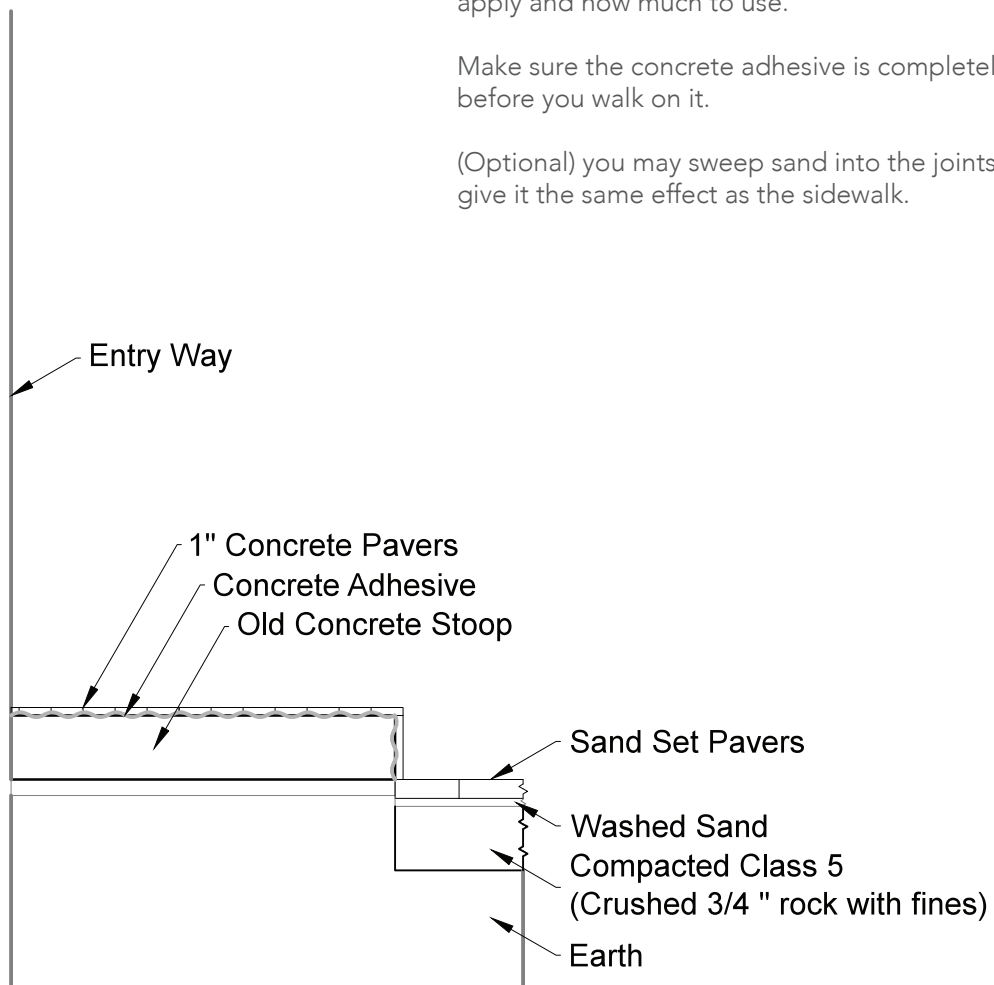 apply and how much to use.
Make sure the concrete adhesive is completel
before you walk on it.
(Optional) you may sweep sand into the joints
give it the same effect as the sidewalk.
Entry Way
1" Concrete Pavers
Concrete Adhesive
Old Concrete Stoop
Sand Set Pavers
Washed Sand
Compacted Class 5
(Crushed 3/4 " rock with fines)
Earth